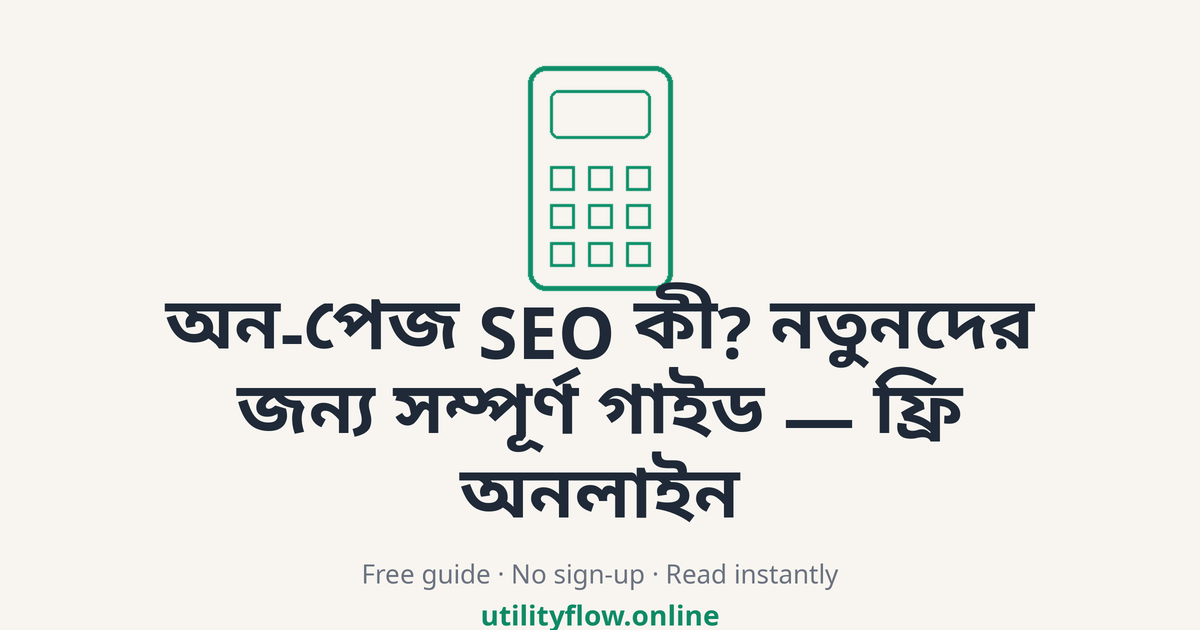 অন-পেজ SEO কী? নতুনদের
জন্য সম্পূর্ণ গাইড — ফ্রি
অনলাইন
Free guide · No sign-up · Read instantly
utilityflow.online